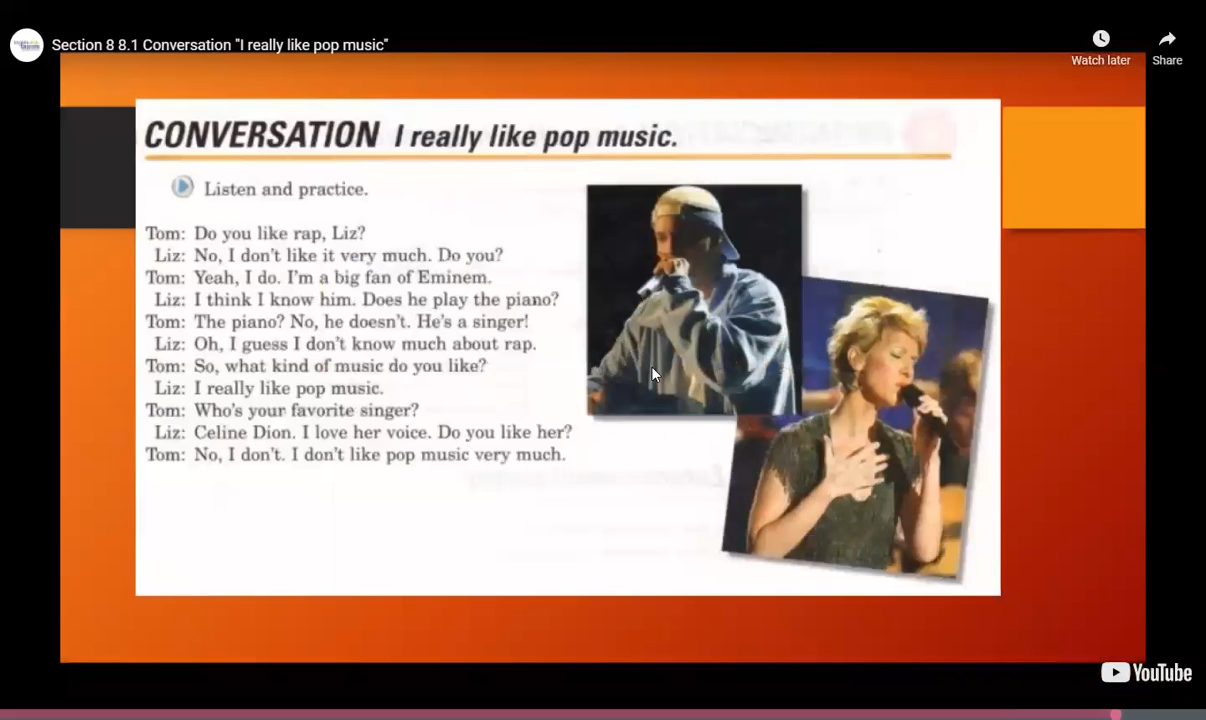 Section 8 8.1 Conversation "I really like pop music"
Watch later
Share
CONVERSATION I really like pop music.
Listen and practice.
Tom: Do you like rap, Liz?
Liz: No, I don't like it very much. Do you?
Tom: Yeah, I do. I'm a big fan of Eminem.
Liz: I think I know him. Does he play the piano?
Tom: The piano? No, he doesn't. He's a singer!
Liz: Oh, I guess I don't know much about rap.
Tom: So, what kind of music do you like?
Liz: I really like pop music.
Tom: Who's your favorite singer?
Liz: Celine Dion. I love her voice. Do you like her?
Tom: No, I don't. I don't like pop music very much.
YouTube